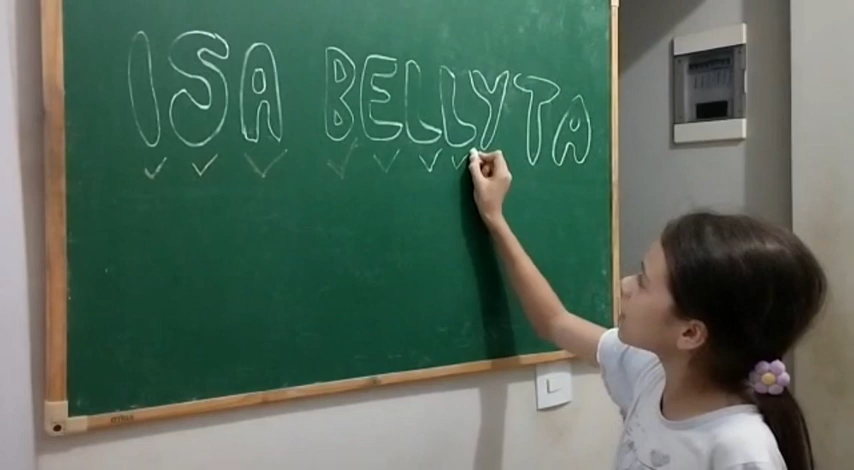 ISA BELLYTA
✓ ✓ ✓ ✓ ✓ ✓ ✓